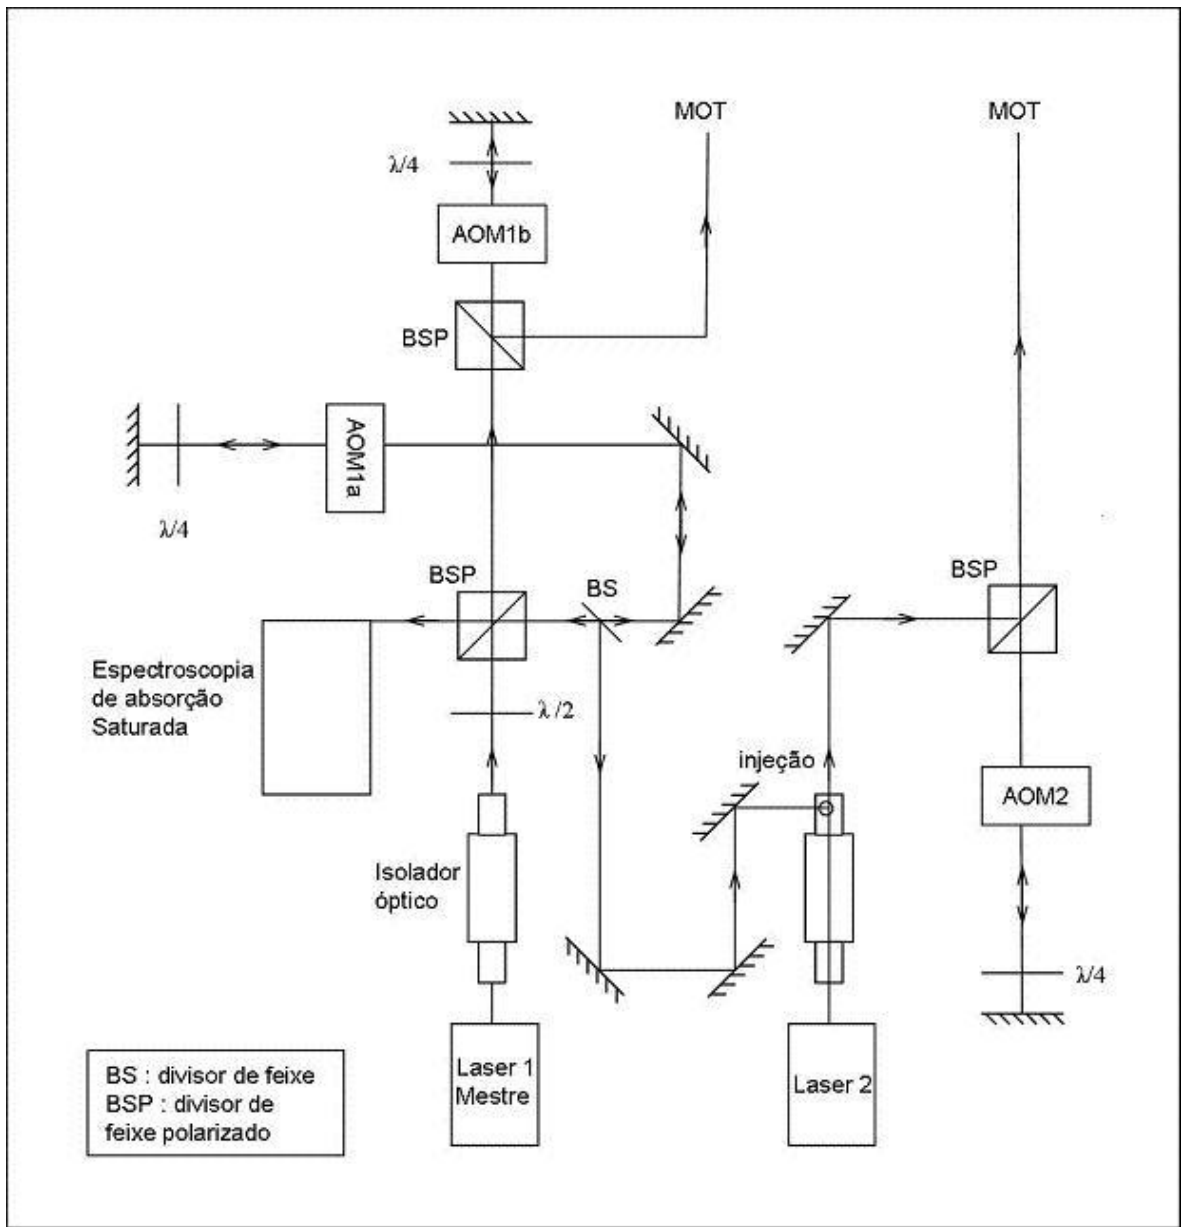 MOT
MOT
λ/4
AOM1b
BSP
AOM1a
λ/4
BSP
BS
BSP
Espectroscopia
de absorção
Saturada
λ/2
injeção
AOM2
Isolador
óptico
λ/4
Laser 1
Mestre
Laser 2
BS : divisor de feixe
BSP : divisor de
feixe polarizado